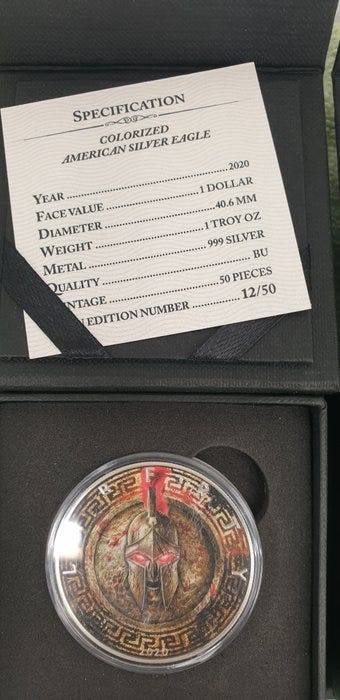 SPECIFICATION
COLORIZED
AMERICAN SILVER EAGLE
YEAR 2020
FACE VALUE 1 DOLLAR
DIAMETER 40.6 MM
WEIGHT 1 TROY OZ
METAL 999 SILVER
QUALITY BU
NTAGE 50 PIECES
EDITION NUMBER 12/50
L I B E R T Y
2020